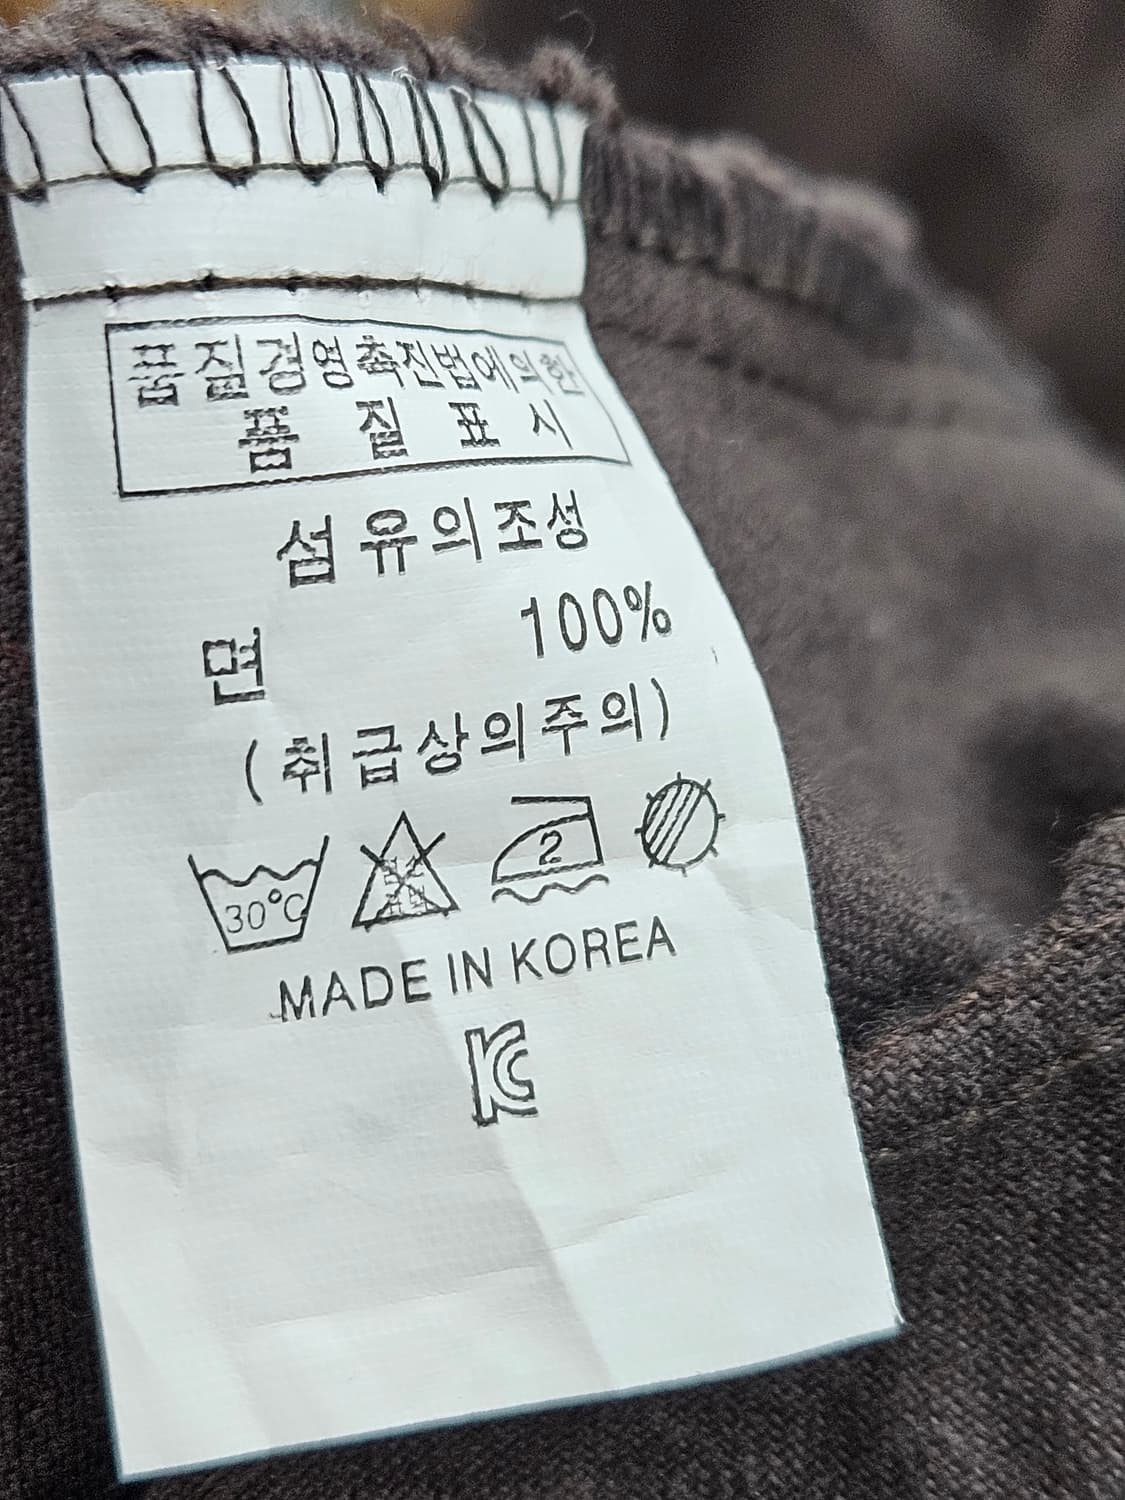 품질경영촉진법에의한
품질표시
섬유의조성
면 100%
(취급상의주의)
30℃ 2
MADE IN KOREA
KC